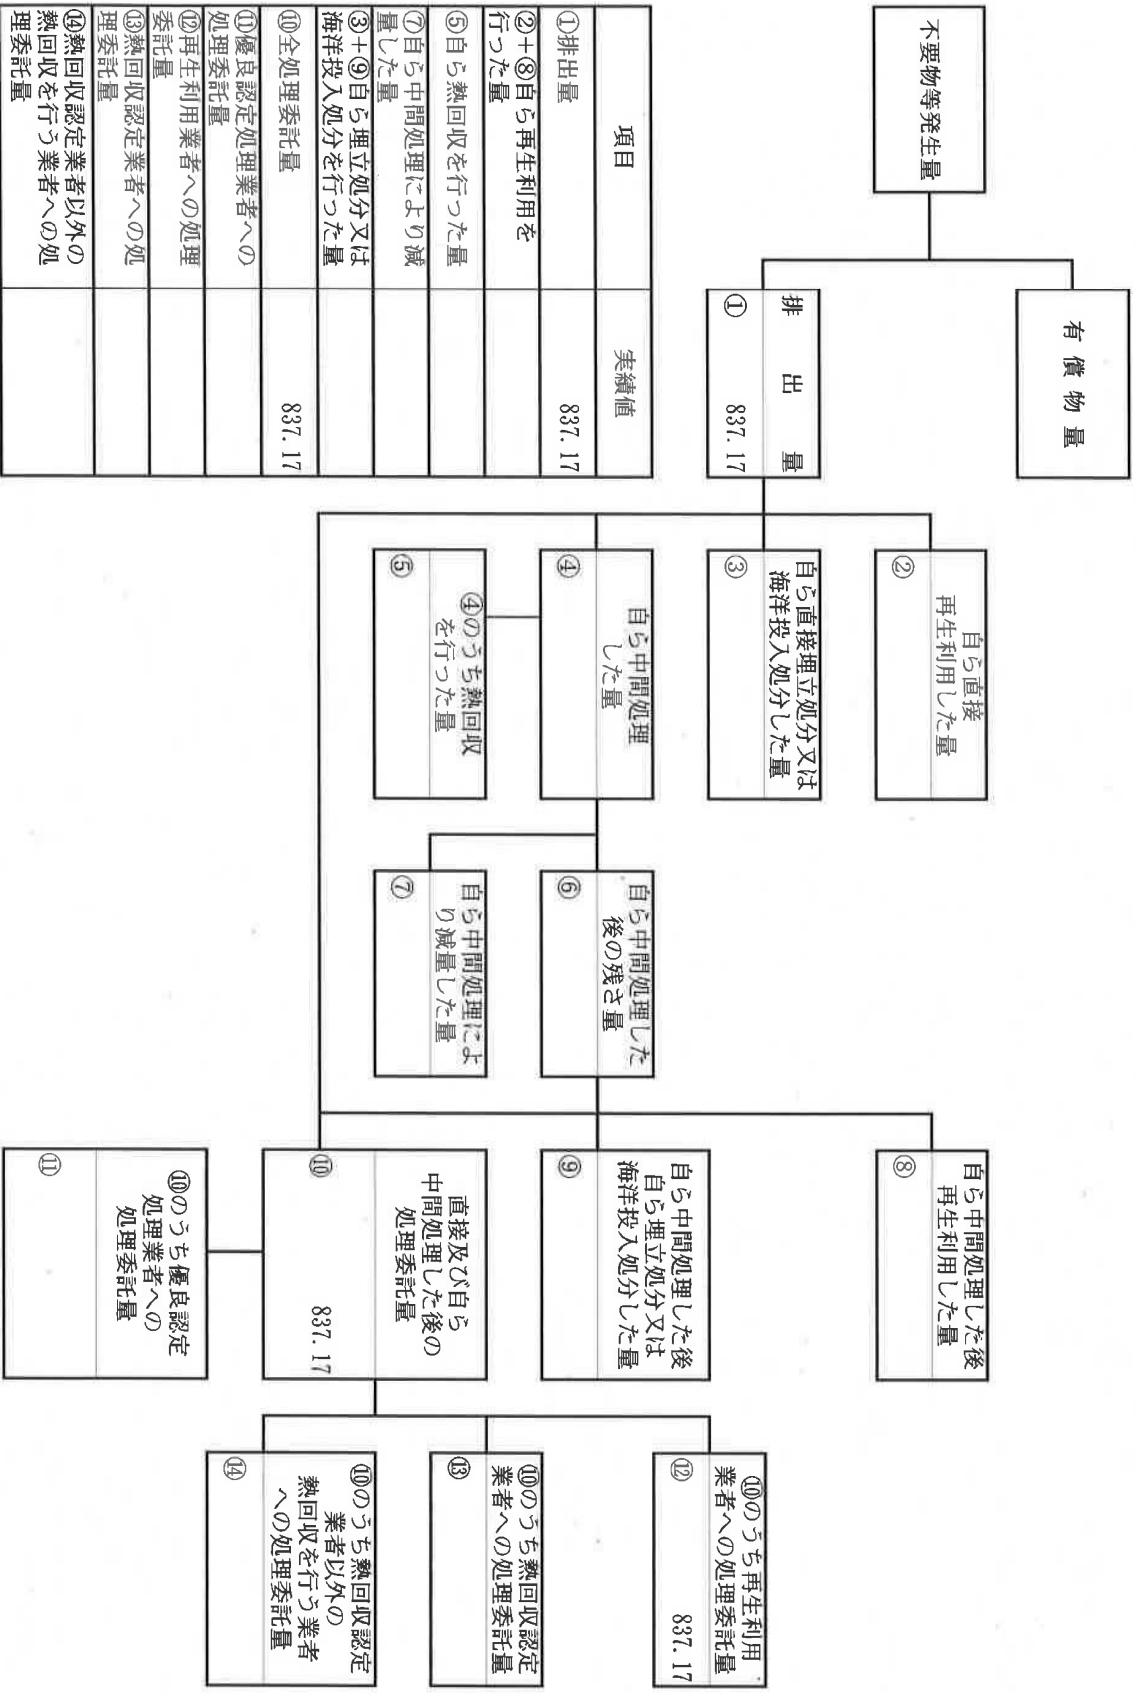 不要物等発生量
有償物量
排出量
① 837.17
自ら直接
再生利用した量
②
自ら直接埋立処分又は
海洋投入処分した量
③
自ら中間処理
した量
④
④のうち熱回収
を行った量
⑤
自ら中間処理した
後の残さ量
⑥
自ら中間処理によ
り減量した量
⑦
自ら中間処理した後
再生利用した量
⑧
自ら中間処理した後
自ら埋立処分又は
海洋投入処分した量
⑨
直接及び自ら
中間処理した後の
処理委託量
⑩ 837.17
⑩のうち優良認定
処理業者への
処理委託量
⑪
⑩のうち再生利用
業者への処理委託量
⑫ 837.17
⑩のうち熱回収認定
業者への処理委託量
⑬
⑩のうち熱回収認定
業者以外の
熱回収を行う業者
への処理委託量
⑭
項目 実績値
①排出量 837.17
②+⑧自ら再生利用を
行った量
⑤自ら熱回収を行った量
⑦自ら中間処理により減
量した量
③+⑨自ら埋立処分又は
海洋投入処分を行った量
⑩全処理委託量 837.17
⑪優良認定処理業者への
処理委託量
⑫再生利用業者への処理
委託量
⑬熱回収認定業者への処
理委託量
⑭熱回収認定業者以外の
熱回収を行う業者への処
理委託量